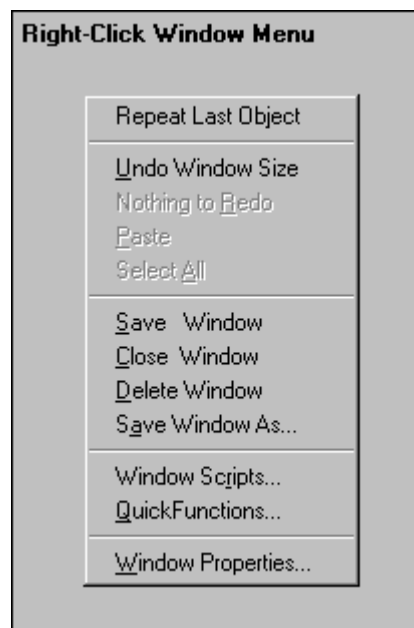 Right-Click Window Menu
Repeat Last Object
Undo Window Size
Nothing to Redo
Paste
Select All
Save Window
Close Window
Delete Window
Save Window As...
Window Scripts...
QuickFunctions...
Window Properties...